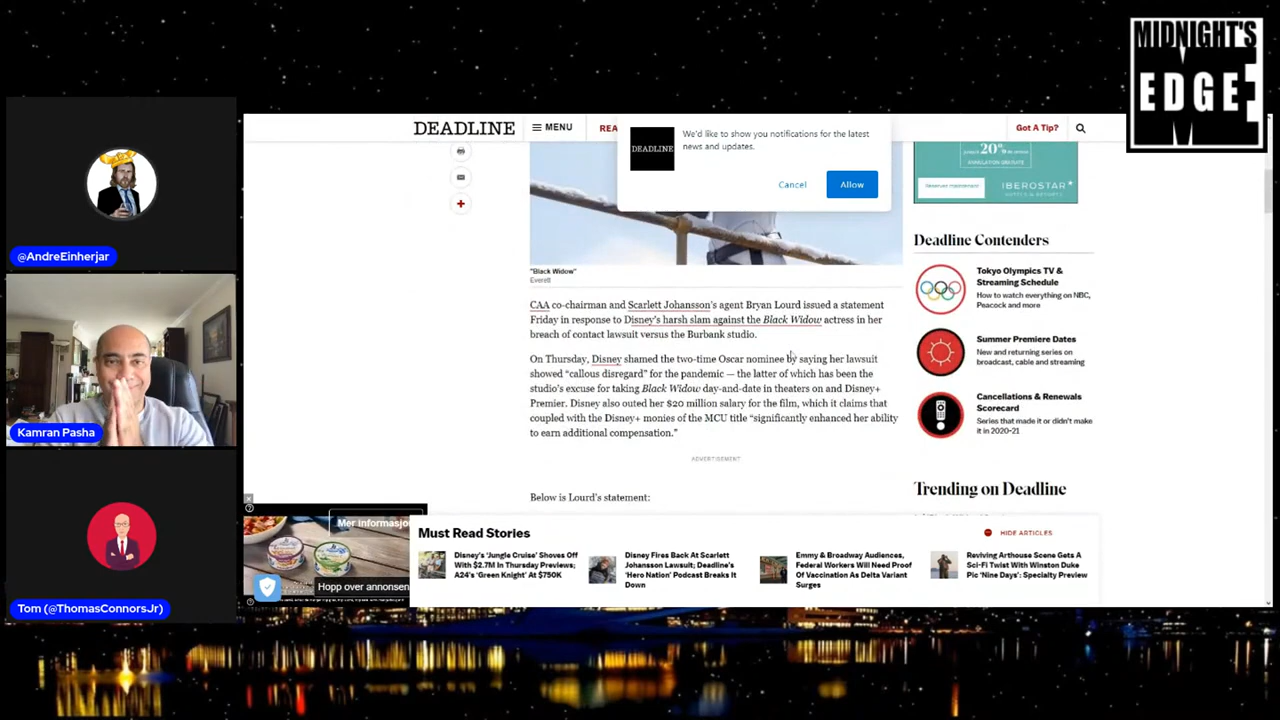 MIDNIGHT'S
EDGE
@AndreEinherjar
Kamran Pasha
Tom (@ThomasConnorsJr)
DEADLINE
MENU
REA
Got A Tip?
DEADLINE
We'd like to show you notifications for the latest
news and updates.
Cancel
Allow
20%
ANNULATION GRATUITE
IBEROSTAR
"Black Widow"
Everett
CAA co-chairman and Scarlett Johansson's agent Bryan Lourd issued a statement
Friday in response to Disney's harsh slam against the Black Widow actress in her
breach of contact lawsuit versus the Burbank studio.
On Thursday, Disney shamed the two-time Oscar nominee by saying her lawsuit
showed “callous disregard” for the pandemic — the latter of which has been the
studio's excuse for taking Black Widow day-and-date in theaters on and Disney+
Premier. Disney also outed her $20 million salary for the film, which it claims that
coupled with the Disney+ monies of the MCU title “significantly enhanced her ability
to earn additional compensation.”
ADVERTISEMENT
Below is Lourd's statement:
Deadline Contenders
Tokyo Olympics TV &
Streaming Schedule
How to watch everything on NBC,
Peacock and more
Summer Premiere Dates
New and returning series on
broadcast, cable and streaming
Cancellations & Renewals
Scorecard
Series that made it or didn't make
it in 2020-21
Trending on Deadline
Mer Informasjo
Hopp over annonsen
Must Read Stories
HIDE ARTICLES
Disney's 'Jungle Cruise' Shoves Off
With $2.7M In Thursday Previews;
A24's 'Green Knight' At $750K
Disney Fires Back At Scarlett
Johansson Lawsuit; Deadline's
'Hero Nation' Podcast Breaks It
Down
Emmy & Broadway Audiences,
Federal Workers Will Need Proof
Of Vaccination As Delta Variant
Surges
Reviving Arthouse Scene Gets A
Sci-Fi Twist With Winston Duke
Pic 'Nine Days': Specialty Preview